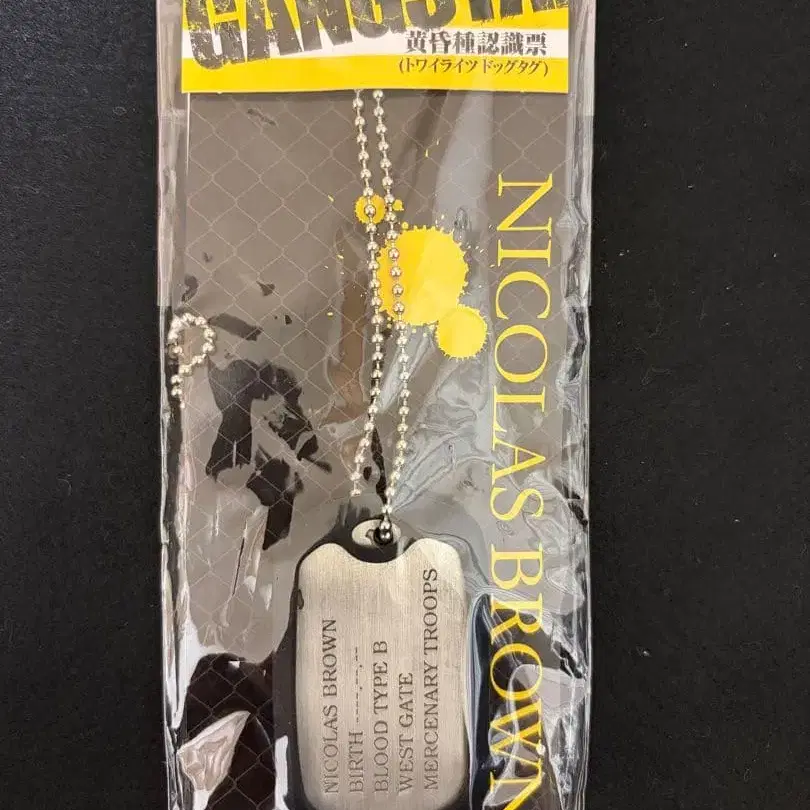 GANGSTA
黄昏種認識票
(トワイライツ ドッグタグ)
NICOLAS BROWN
NICOLAS BROWN
BIRTH ----.--.--
BLOOD TYPE B
WEST GATE
MERCENARY TROOPS